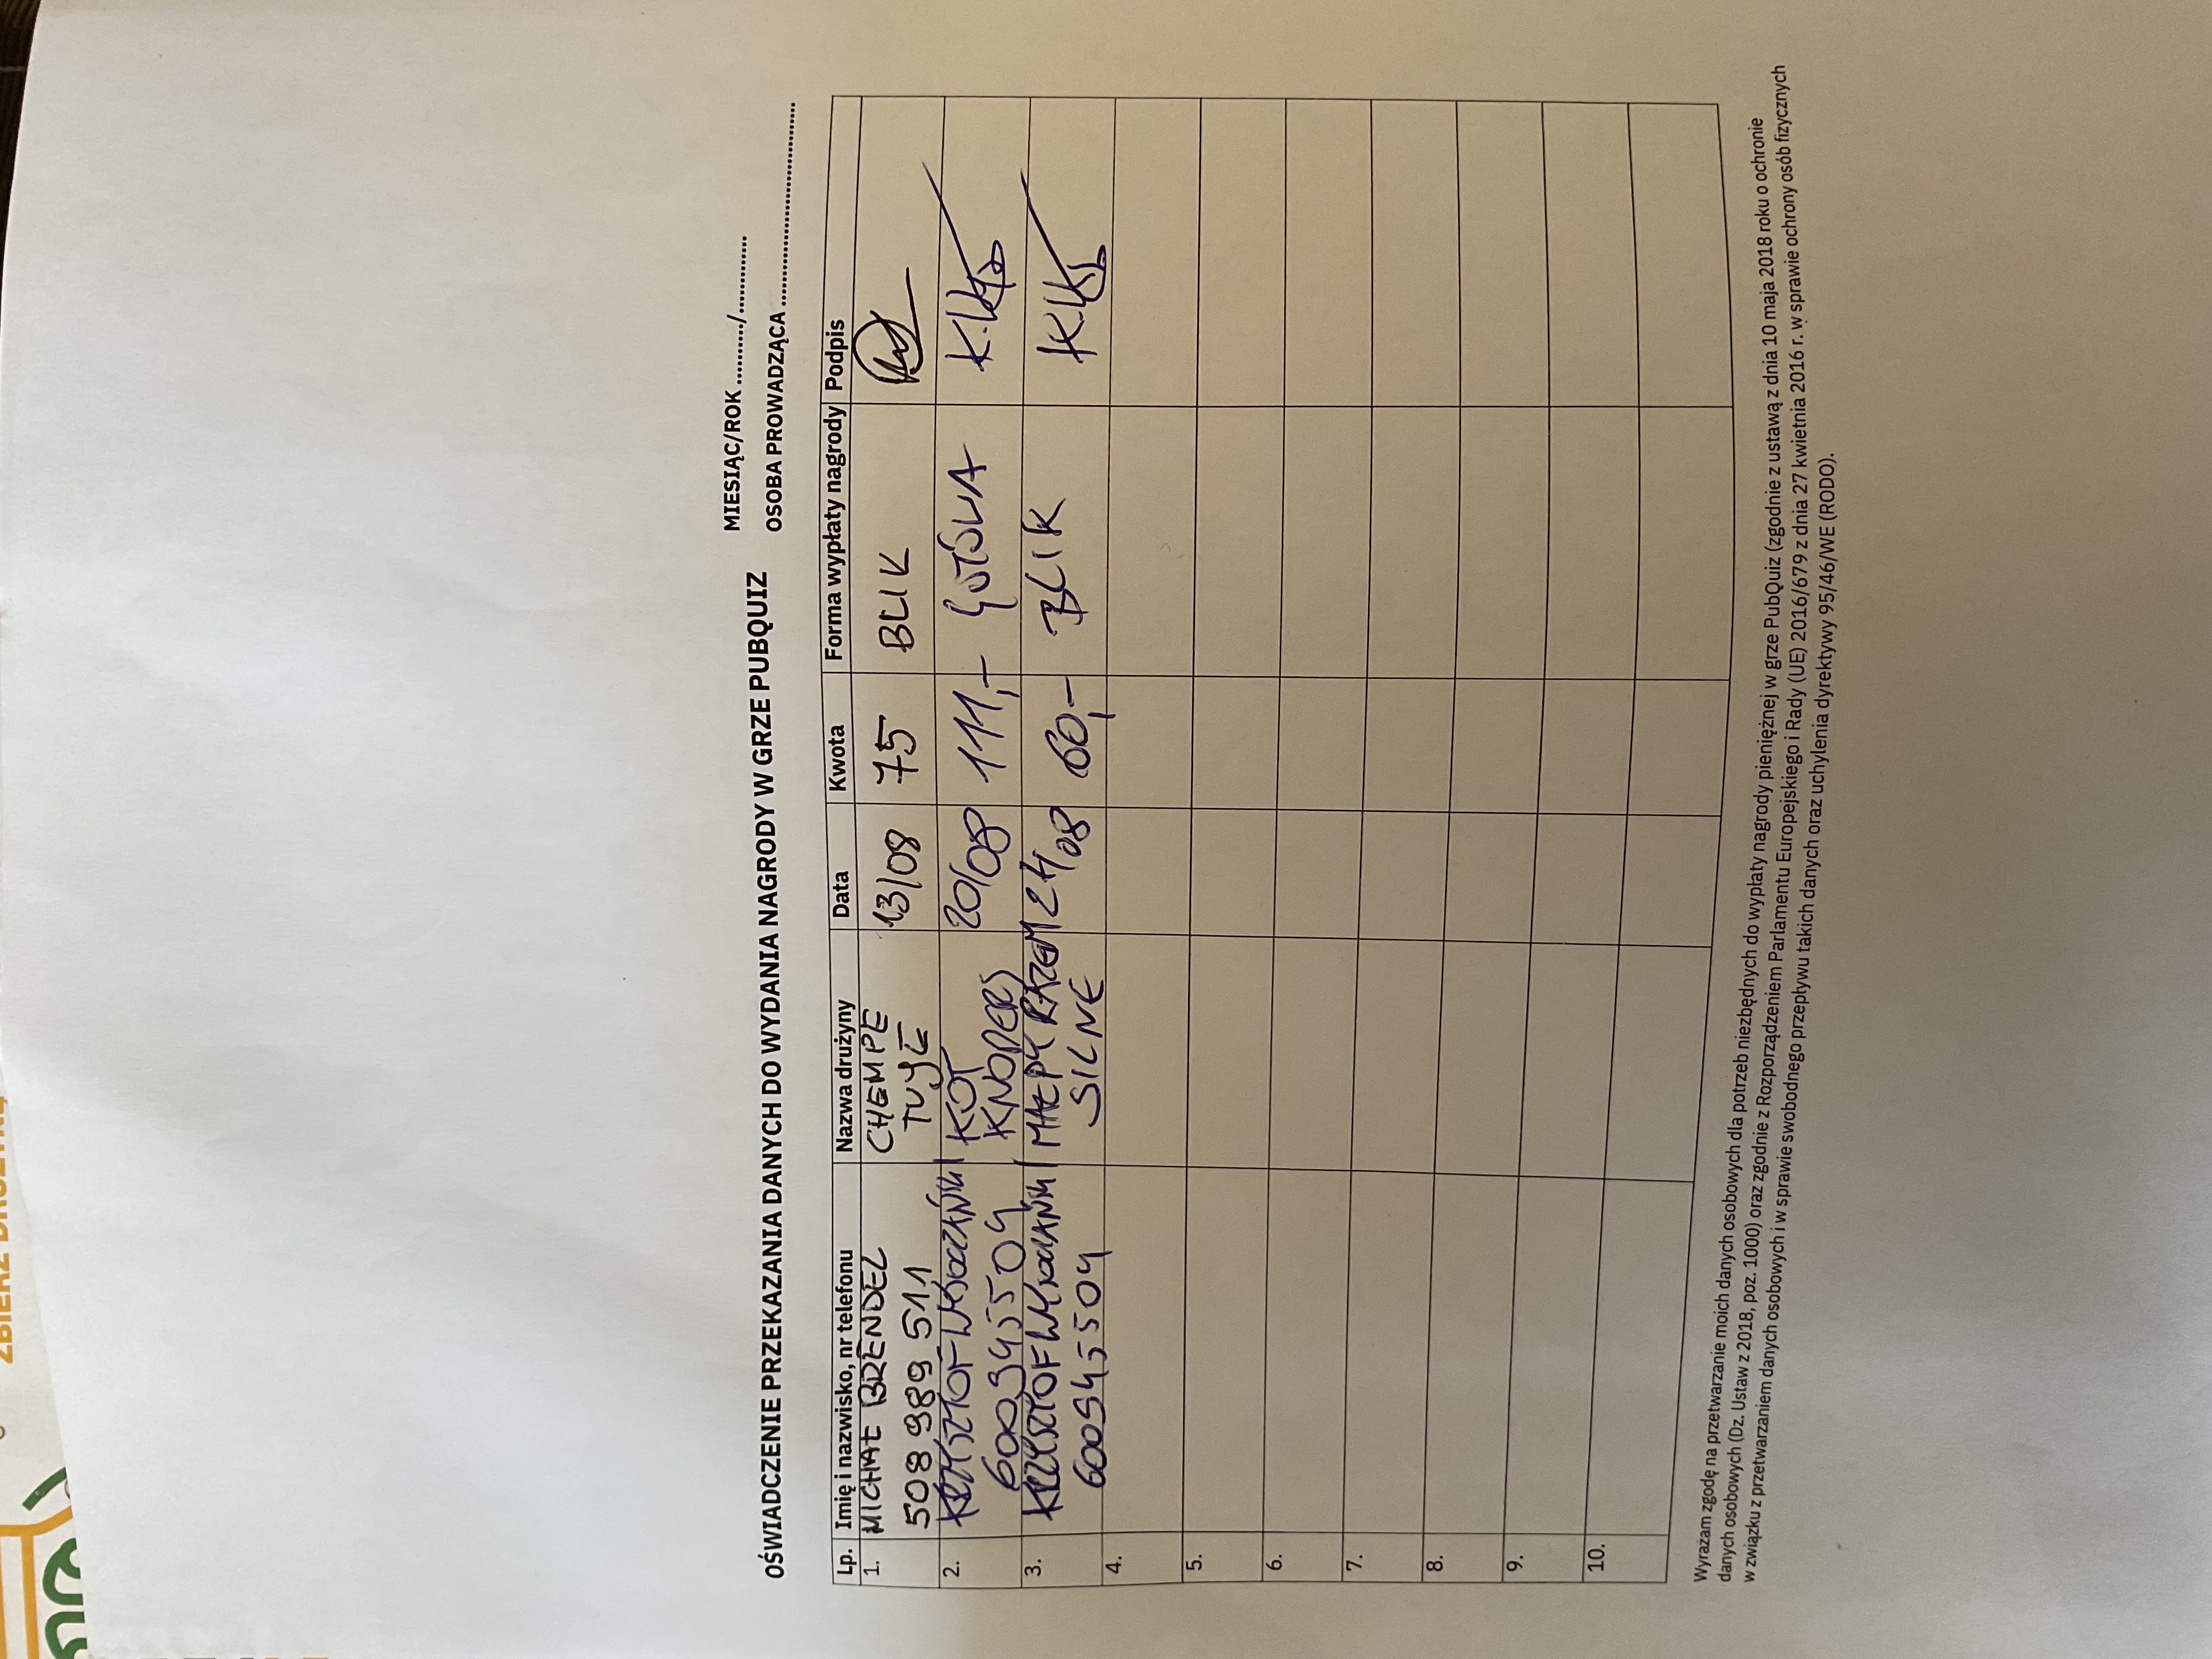 OŚWIADCZENIE PRZEKAZANIA DANYCH DO WYDANIA NAGRODY W GRZE PUBQUIZ
MIESIĄC/ROK ........../............
OSOBA PROWADZĄCA ..............................
Lp. Imię i nazwisko, nr telefonu Nazwa drużyny Data Kwota Forma wypłaty nagrody Podpis
1. MICHAŁ BRENDEL CHEMPE 13/08 75 BLIK
508 989 511 TUJE
2. KRZYSZTOF KOT 20/08 111,- GOTÓWKA
600945504 KNOPERS
3. KRZYSZTOF MAŁPY RAZEM 27/08 60,- BLIK
600945504 SILNE
4.
5.
6.
7.
8.
9.
10.
Wyrażam zgodę na przetwarzanie moich danych osobowych dla potrzeb niezbędnych do wypłaty nagrody pieniężnej w grze PubQuiz (zgodnie z ustawą z dnia 10 maja 2018 roku o ochronie
danych osobowych (Dz. Ustaw z 2018, poz. 1000) oraz zgodnie z Rozporządzeniem Parlamentu Europejskiego i Rady (UE) 2016/679 z dnia 27 kwietnia 2016 r. w sprawie ochrony osób fizycznych
w związku z przetwarzaniem danych osobowych i w sprawie swobodnego przepływu takich danych oraz uchylenia dyrektywy 95/46/WE (RODO).